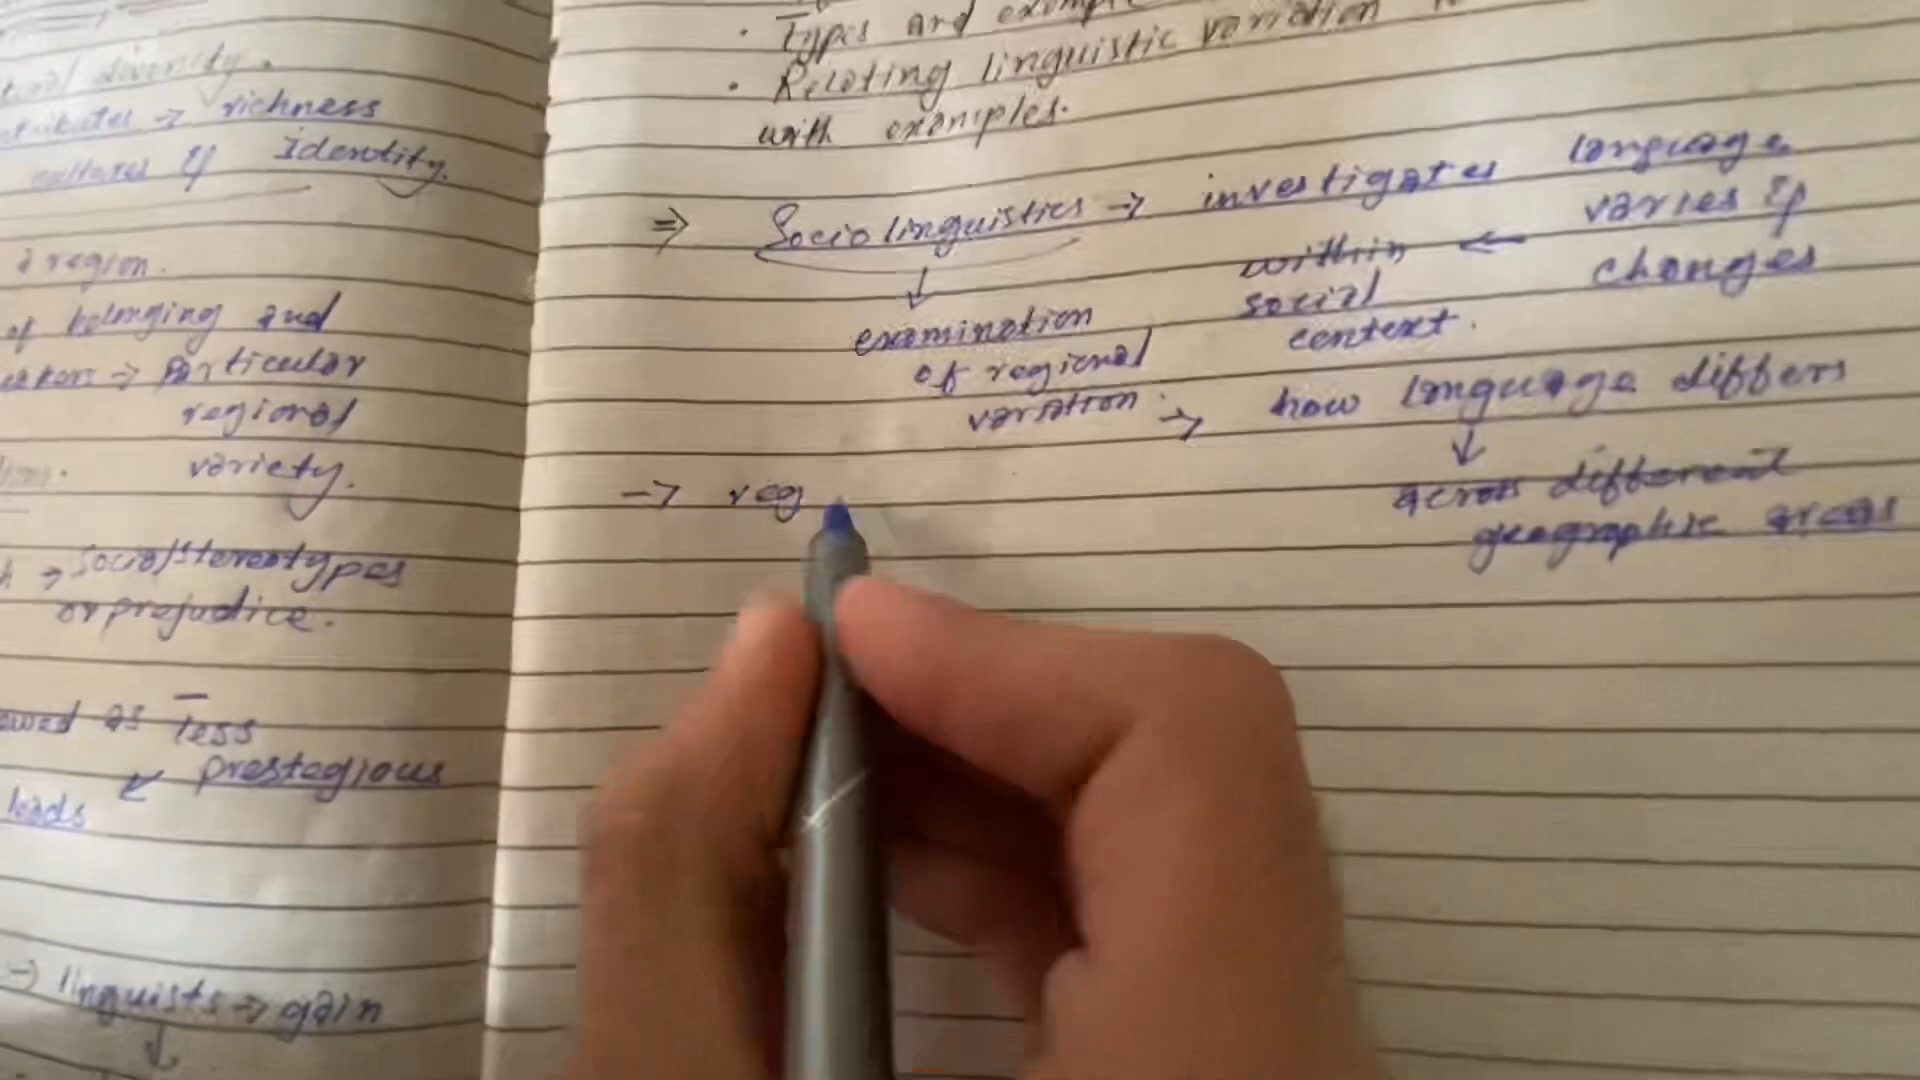 diversity.
→ richness
Identity.
region.
of belonging and
→ Particular
regional
variety.
→ social stereotypes
or prejudice.
as less
prestegious
leads
→ linguists → gain
↓
• Types and
• Relating linguistic variation
with examples.
⇒ Sociolinguistics → investigates language
varies &
changes
←
within
social
context.
↓
examination
of regional
variation. → how language differs
↓
across different
geographic areas
→ reg